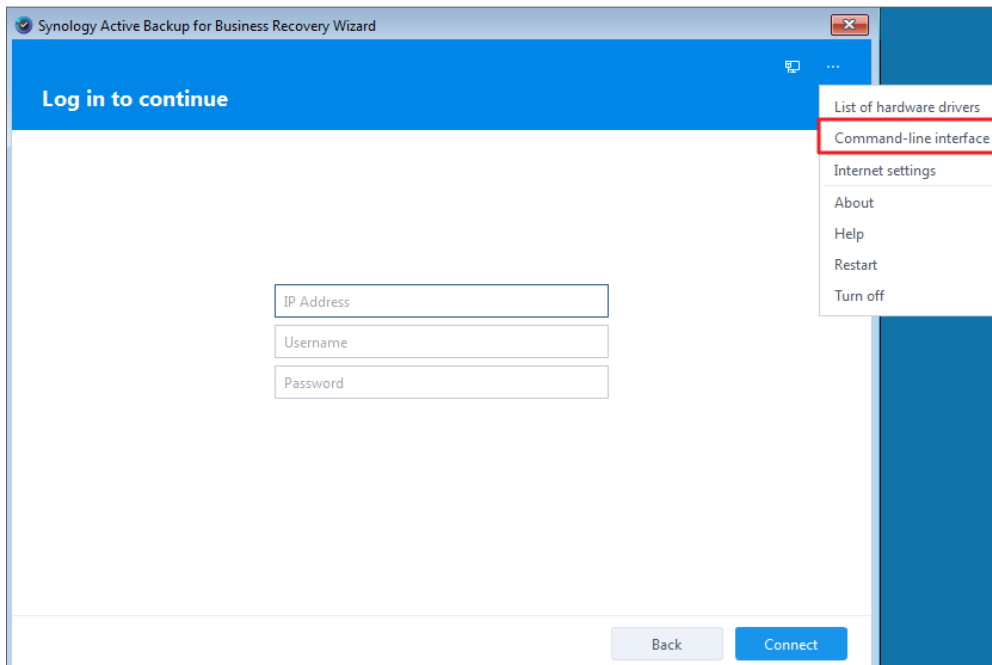 Synology Active Backup for Business Recovery Wizard
Log in to continue
List of hardware drivers
Command-line interface
Internet settings
About
Help
Restart
Turn off
IP Address
Username
Password
Back
Connect